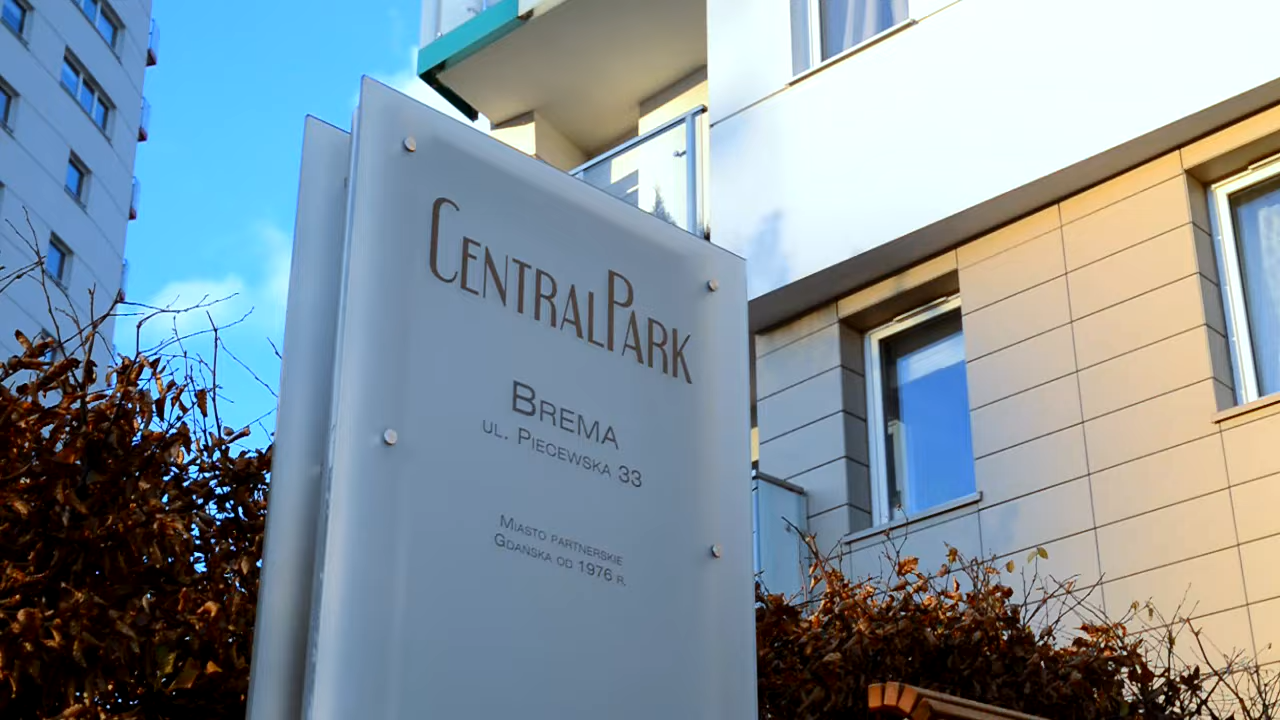 CENTRALPARK
BREMA
UL. PIECEWSKA 33
MIASTO PARTNERSKIE
GDAŃSKA OD 1976 R.